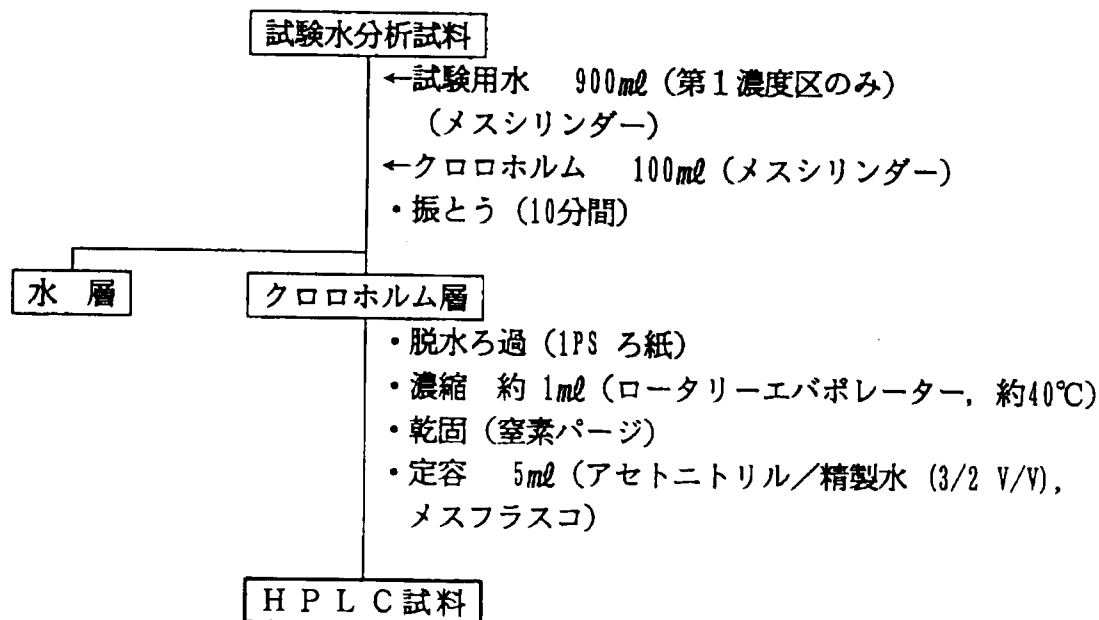 試験水分析試料
←試験用水 900ml (第1濃度区のみ)
(メスシリンダー)
←クロロホルム 100ml (メスシリンダー)
・振とう (10分間)
水 層
クロロホルム層
・脱水ろ過 (1PS ろ紙)
・濃縮 約 1ml (ロータリーエバポレーター, 約40℃)
・乾固 (窒素パージ)
・定容 5ml (アセトニトリル/精製水 (3/2 V/V),
メスフラスコ)
HPLC試料